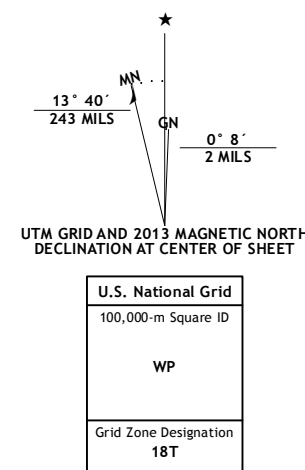 ★
MN
13° 40´
243 MILS
GN
0° 8´
2 MILS
UTM GRID AND 2013 MAGNETIC NORTH
DECLINATION AT CENTER OF SHEET
U.S. National Grid
100,000-m Square ID
WP
Grid Zone Designation
18T